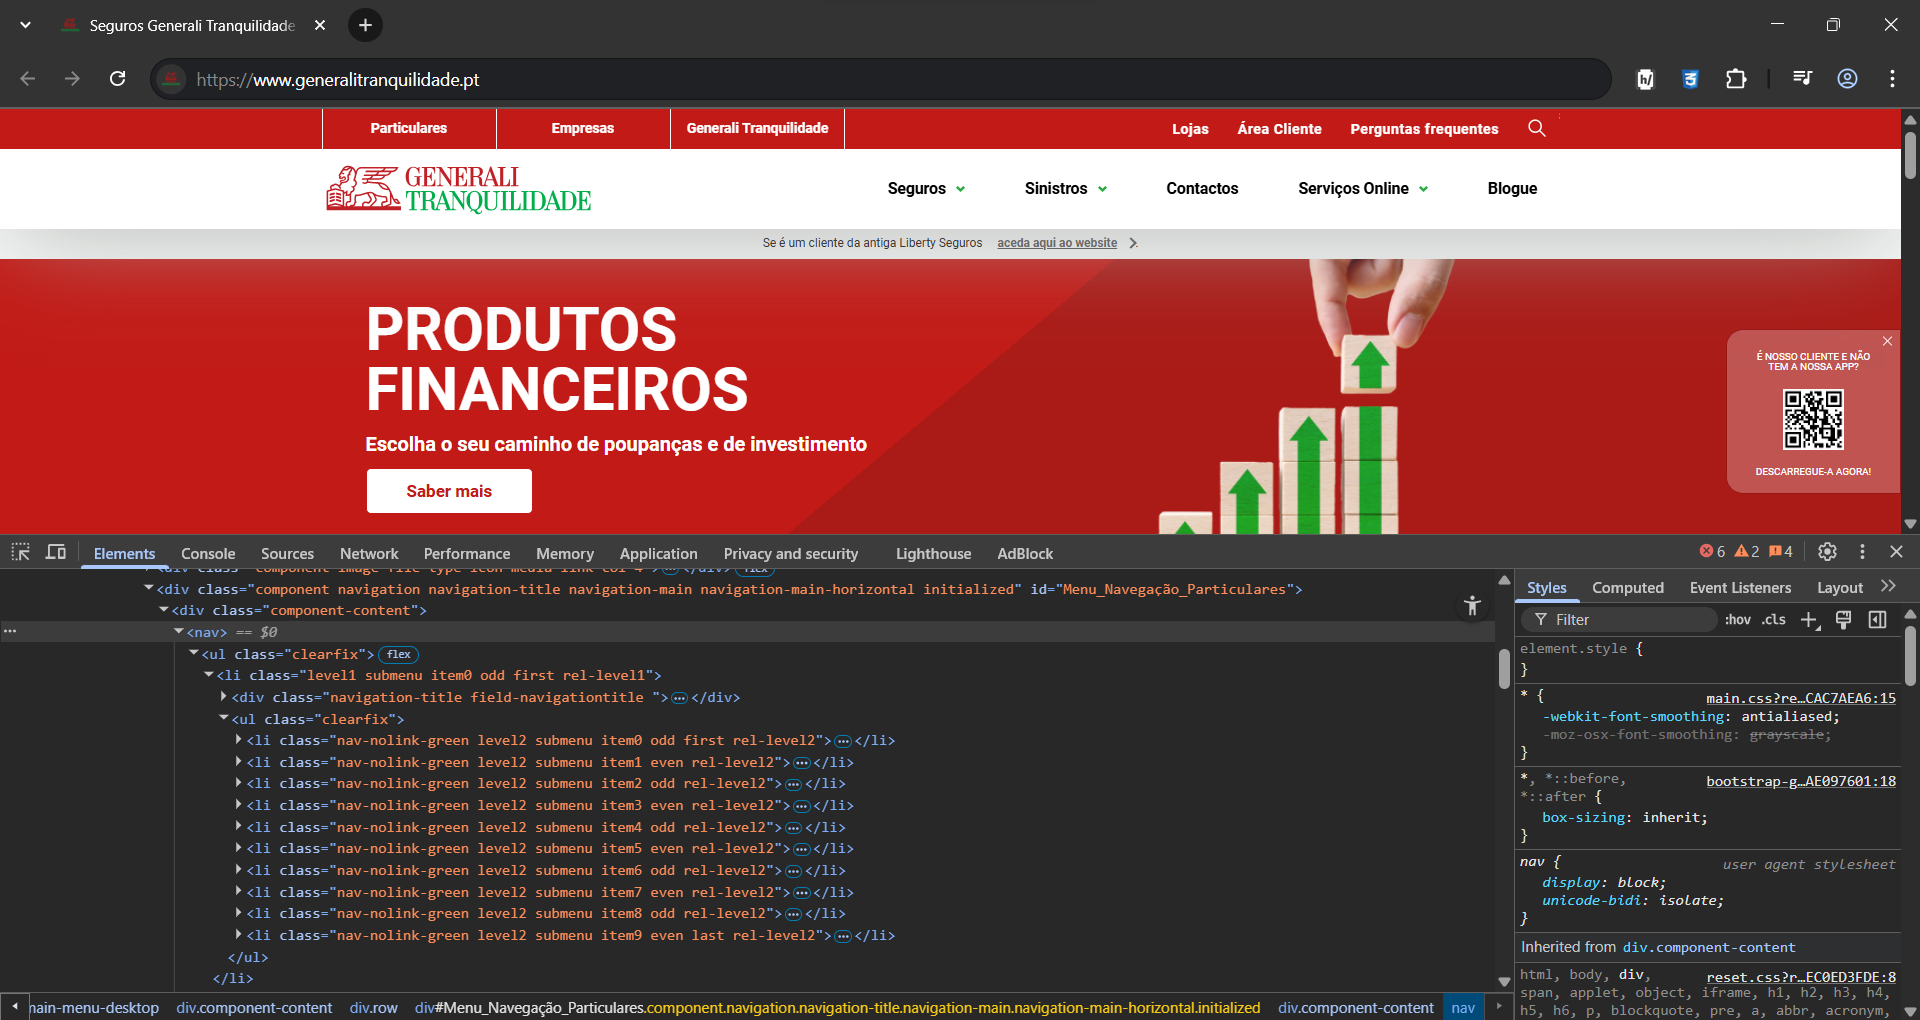 Seguros Generali Tranquilidade
https://www.generalitranquilidade.pt
Particulares Empresas Generali Tranquilidade Lojas Área Cliente Perguntas frequentes
GENERALI
TRANQUILIDADE
Seguros Sinistros Contactos Serviços Online Blogue
Se é um cliente da antiga Liberty Seguros aceda aqui ao website
PRODUTOS
FINANCEIROS
Escolha o seu caminho de poupanças e de investimento
Saber mais
É NOSSO CLIENTE E NÃO
TEM A NOSSA APP?
DESCARREGUE-A AGORA!
Elements Console Sources Network Performance Memory Application Privacy and security Lighthouse AdBlock 6 2 4
<div class="component navigation navigation-title navigation-main navigation-main-horizontal initialized" id="Menu_Navegação_Particulares">
<div class="component-content">
<nav> == $0
<ul class="clearfix"> flex
<li class="level1 submenu item0 odd first rel-level1">
<div class="navigation-title field-navigationtitle ">…</div>
<ul class="clearfix">
<li class="nav-nolink-green level2 submenu item0 odd first rel-level2">…</li>
<li class="nav-nolink-green level2 submenu item1 even rel-level2">…</li>
<li class="nav-nolink-green level2 submenu item2 odd rel-level2">…</li>
<li class="nav-nolink-green level2 submenu item3 even rel-level2">…</li>
<li class="nav-nolink-green level2 submenu item4 odd rel-level2">…</li>
<li class="nav-nolink-green level2 submenu item5 even rel-level2">…</li>
<li class="nav-nolink-green level2 submenu item6 odd rel-level2">…</li>
<li class="nav-nolink-green level2 submenu item7 even rel-level2">…</li>
<li class="nav-nolink-green level2 submenu item8 odd rel-level2">…</li>
<li class="nav-nolink-green level2 submenu item9 even last rel-level2">…</li>
</ul>
</li>
main-menu-desktop div.component-content div.row div#Menu_Navegação_Particulares.component.navigation.navigation-title.navigation-main.navigation-main-horizontal.initialized div.component-content nav
Styles Computed Event Listeners Layout
Filter :hov .cls
element.style {
}
* { main.css?re…CAC7AEA6:15
-webkit-font-smoothing: antialiased;
-moz-osx-font-smoothing: grayscale;
}
*, *::before, bootstrap-g…AE097601:18
*::after {
box-sizing: inherit;
}
nav { user agent stylesheet
display: block;
unicode-bidi: isolate;
}
Inherited from div.component-content
html, body, div, reset.css?r…EC0ED3FDE:8
span, applet, object, iframe, h1, h2, h3, h4,
h5, h6, p, blockquote, pre, a, abbr, acronym,